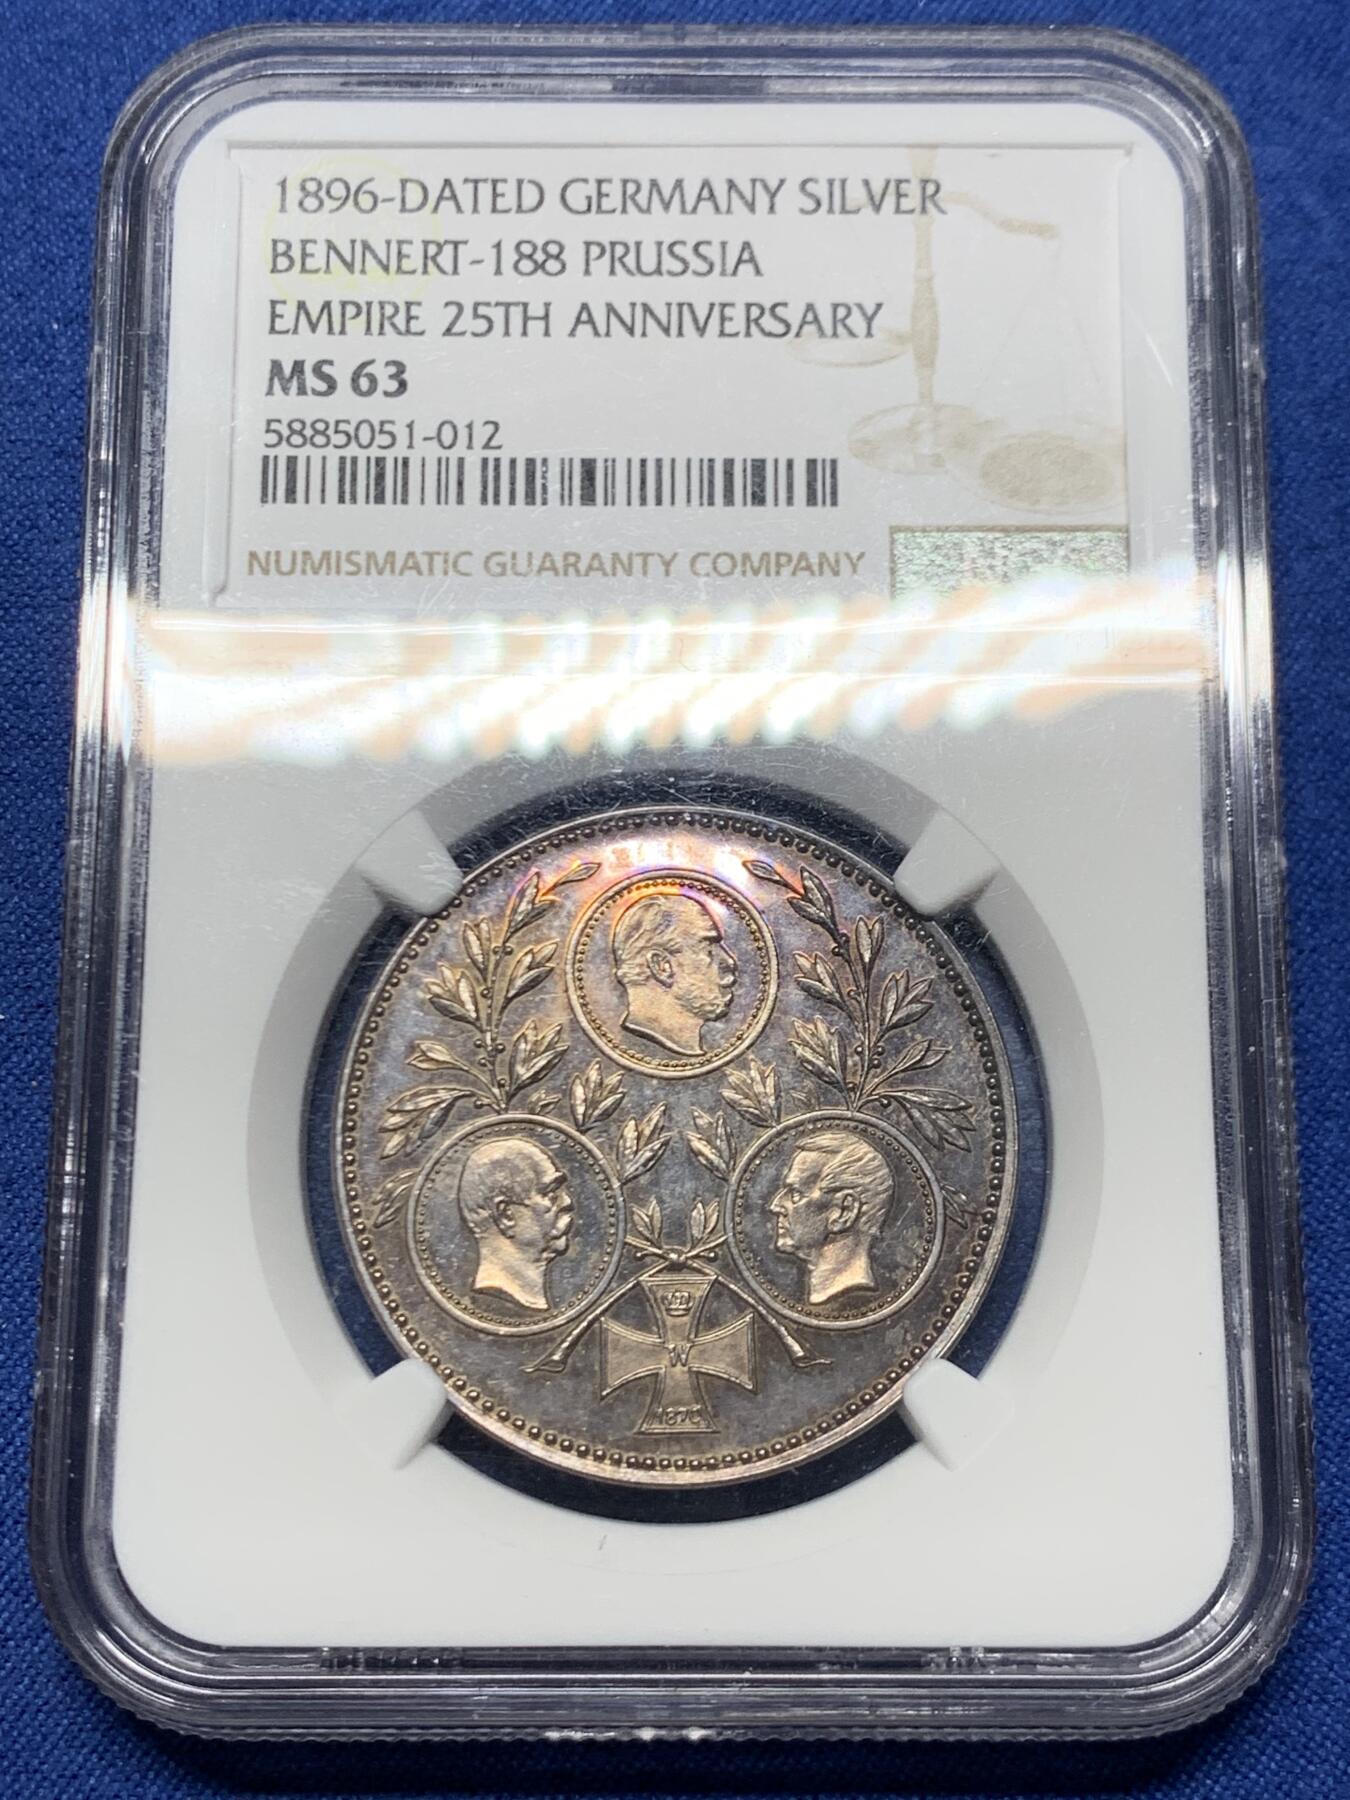 1896-DATED GERMANY SILVER
BENNERT-188 PRUSSIA
EMPIRE 25TH ANNIVERSARY
MS 63
5885051-012
NUMISMATIC GUARANTY COMPANY
W
1870